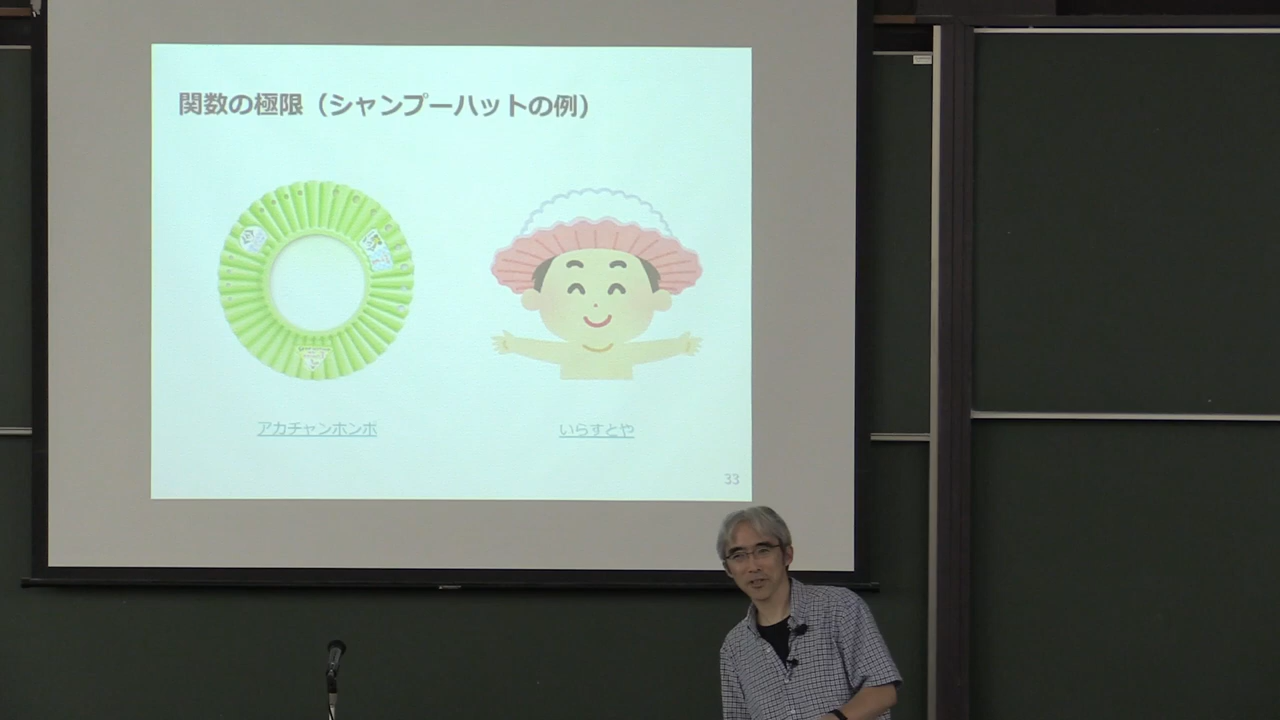 関数の極限（シャンプーハットの例）
アカチャンホンポ
いらすとや
33